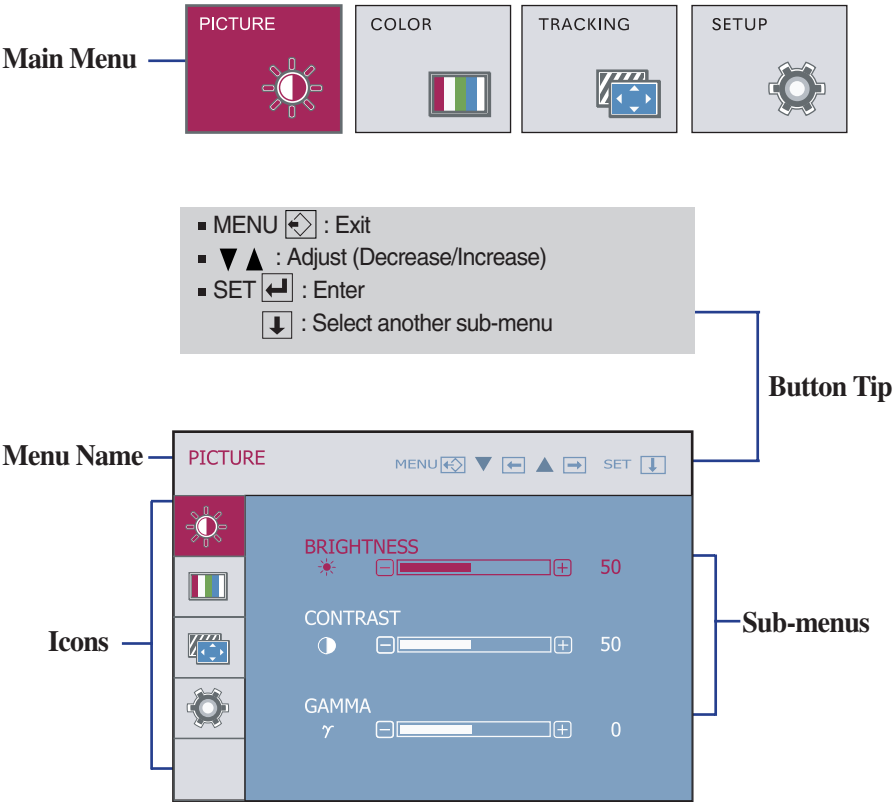 PICTURE COLOR TRACKING SETUP
Main Menu
MENU : Exit
: Adjust (Decrease/Increase)
SET : Enter
: Select another sub-menu
Button Tip
Menu Name
PICTURE MENU SET
BRIGHTNESS
50
CONTRAST
50
Icons
Sub-menus
GAMMA
γ 0